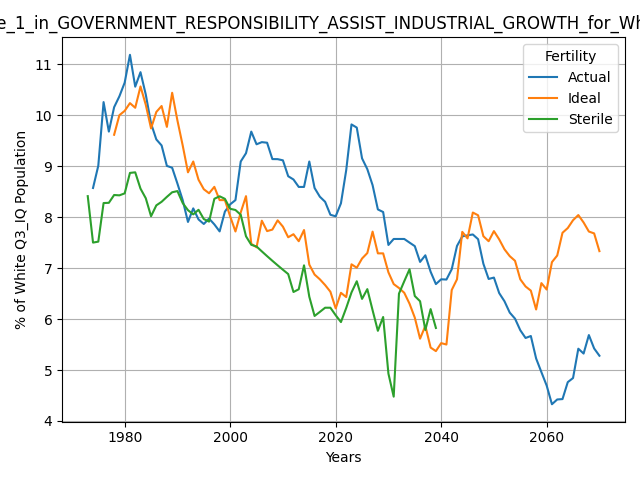 e_1_in_GOVERNMENT_RESPONSIBILITY_ASSIST_INDUSTRIAL_GROWTH_for_Wh
Fertility
Actual
Ideal
Sterile
% of White Q3_IQ Population
11
10
9
8
7
6
5
4
1980 2000 2020 2040 2060
Years